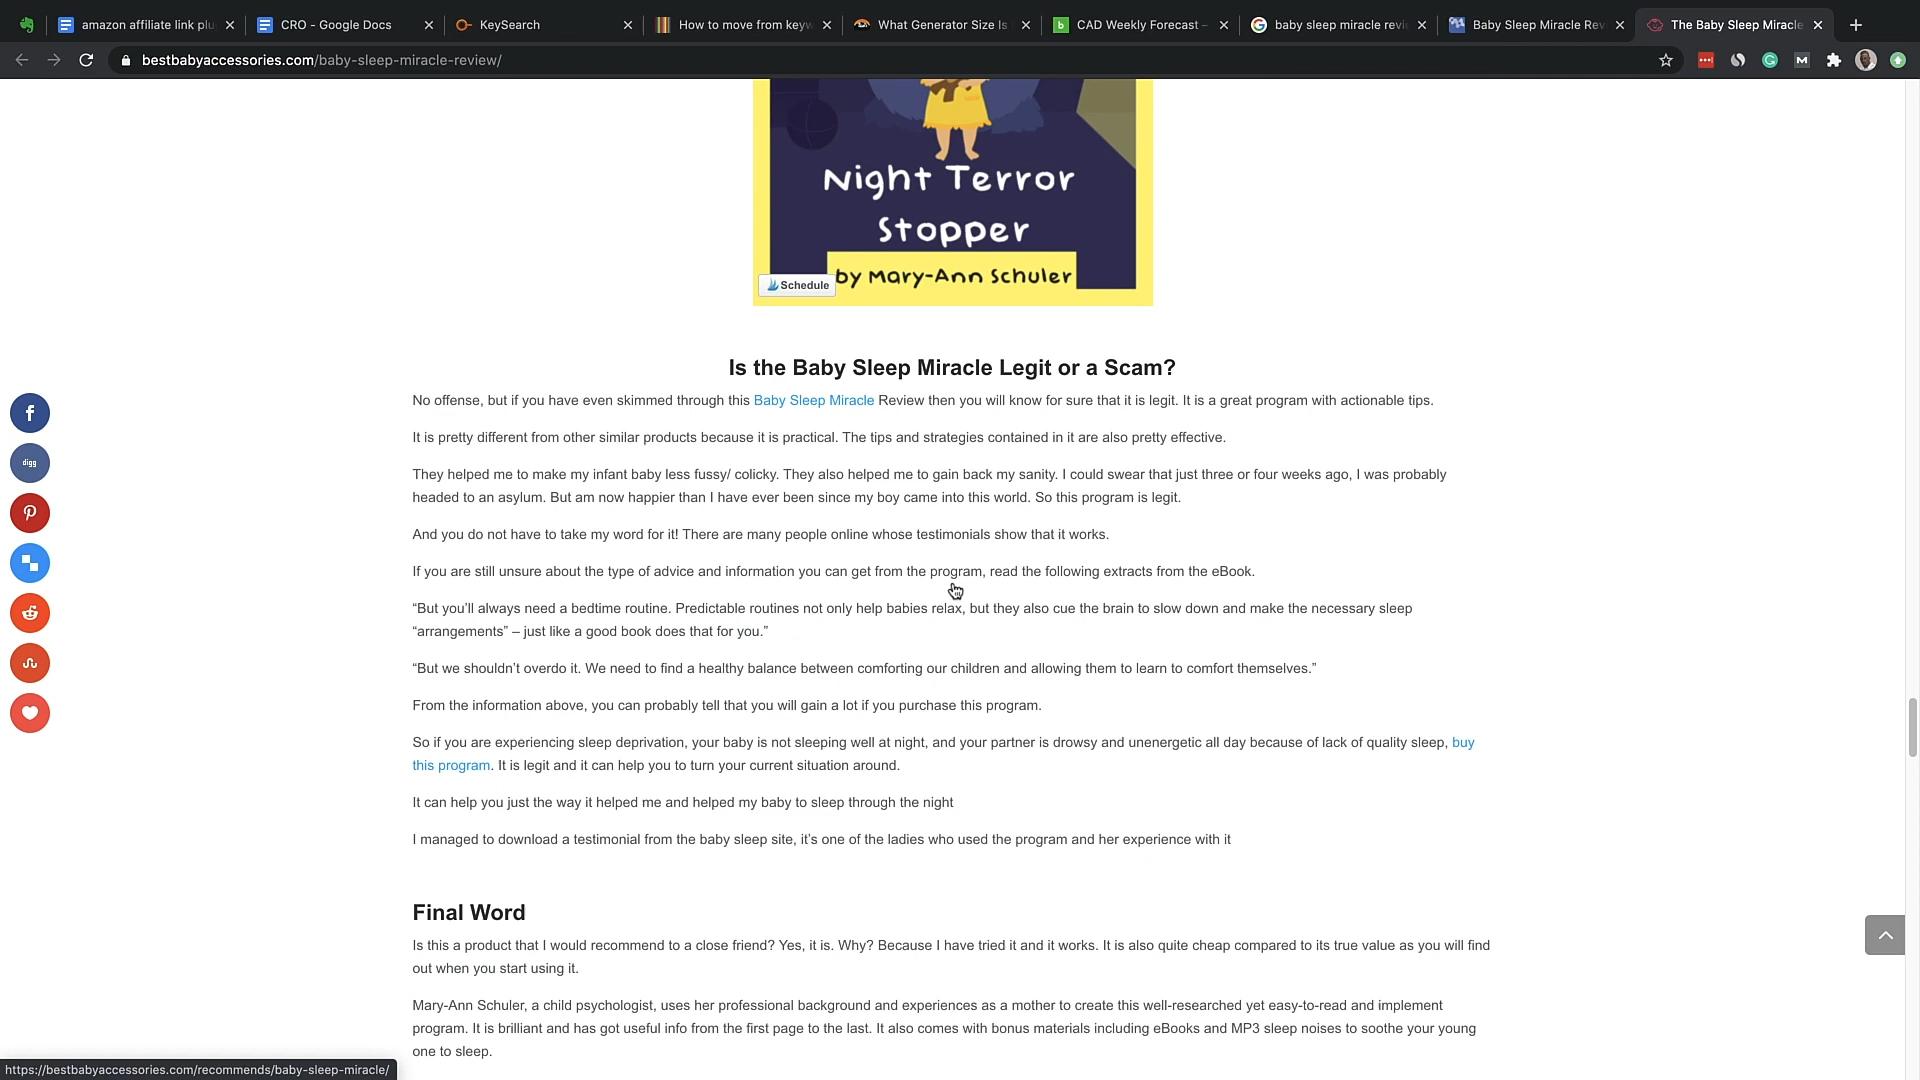 amazon affiliate link plu
CRO - Google Docs
KeySearch
How to move from keyw
What Generator Size Is
CAD Weekly Forecast –
baby sleep miracle revi
Baby Sleep Miracle Rev
The Baby Sleep Miracle
bestbabyaccessories.com/baby-sleep-miracle-review/
Night Terror
Stopper
by Mary-Ann Schuler
Schedule
Is the Baby Sleep Miracle Legit or a Scam?
No offense, but if you have even skimmed through this Baby Sleep Miracle Review then you will know for sure that it is legit. It is a great program with actionable tips.
It is pretty different from other similar products because it is practical. The tips and strategies contained in it are also pretty effective.
They helped me to make my infant baby less fussy/ colicky. They also helped me to gain back my sanity. I could swear that just three or four weeks ago, I was probably
headed to an asylum. But am now happier than I have ever been since my boy came into this world. So this program is legit.
And you do not have to take my word for it! There are many people online whose testimonials show that it works.
If you are still unsure about the type of advice and information you can get from the program, read the following extracts from the eBook.
“But you’ll always need a bedtime routine. Predictable routines not only help babies relax, but they also cue the brain to slow down and make the necessary sleep
“arrangements” – just like a good book does that for you.”
“But we shouldn’t overdo it. We need to find a healthy balance between comforting our children and allowing them to learn to comfort themselves.”
From the information above, you can probably tell that you will gain a lot if you purchase this program.
So if you are experiencing sleep deprivation, your baby is not sleeping well at night, and your partner is drowsy and unenergetic all day because of lack of quality sleep, buy
this program. It is legit and it can help you to turn your current situation around.
It can help you just the way it helped me and helped my baby to sleep through the night
I managed to download a testimonial from the baby sleep site, it’s one of the ladies who used the program and her experience with it
Final Word
Is this a product that I would recommend to a close friend? Yes, it is. Why? Because I have tried it and it works. It is also quite cheap compared to its true value as you will find
out when you start using it.
Mary-Ann Schuler, a child psychologist, uses her professional background and experiences as a mother to create this well-researched yet easy-to-read and implement
program. It is brilliant and has got useful info from the first page to the last. It also comes with bonus materials including eBooks and MP3 sleep noises to soothe your young
one to sleep.
digg
https://bestbabyaccessories.com/recommends/baby-sleep-miracle/